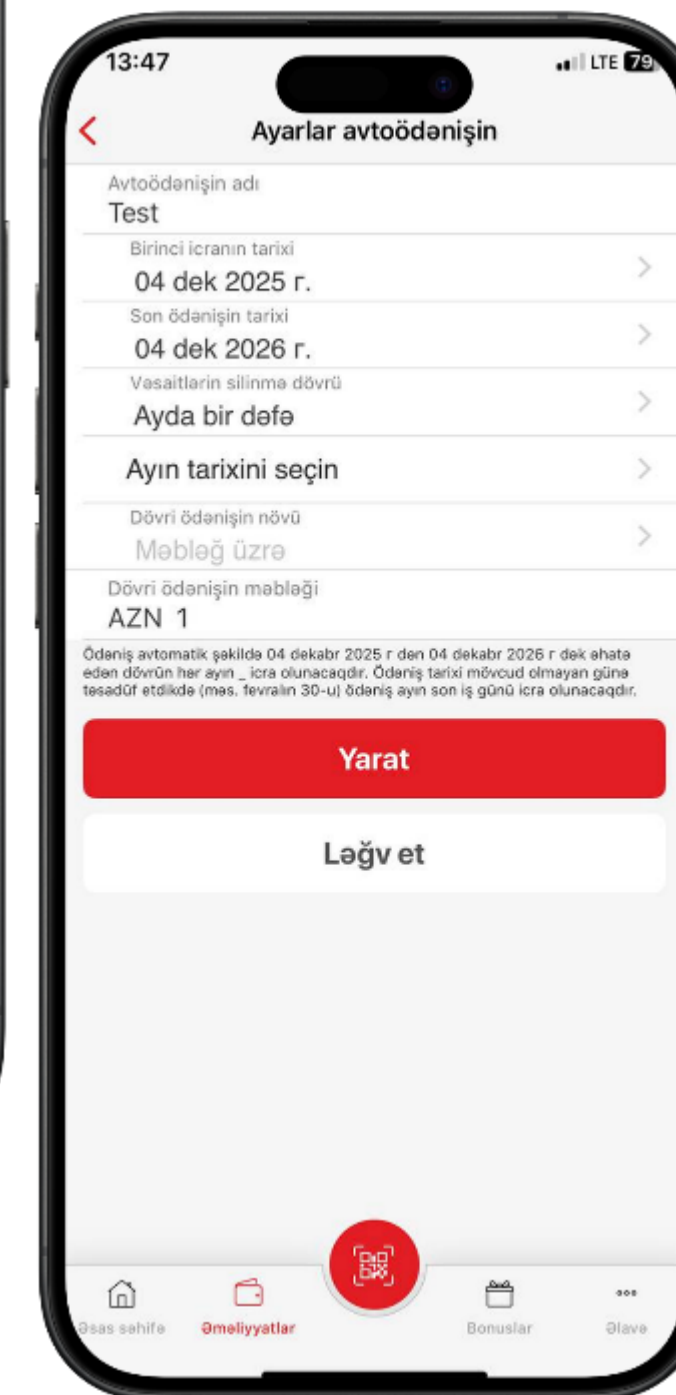 13:47
LTE 79
Ayarlar avtoödənişin
Avtoödənişin adı
Test
Birinci icranın tarixi
04 dek 2025 г.
Son ödənişin tarixi
04 dek 2026 г.
Vəsaitlərin silinmə dövrü
Ayda bir dəfə
Ayın tarixini seçin
Dövri ödənişin növü
Məbləğ üzrə
Dövri ödənişin məbləği
AZN 1
Ödəniş avtomatik şəkildə 04 dekabr 2025 г dən 04 dekabr 2026 г dək əhatə
edən dövrün hər ayın _ icra olunacaqdır. Ödəniş tarixi mövcud olmayan günə
təsadüf etdikdə (məs. fevralın 30-u) ödəniş ayın son iş günü icra olunacaqdır.
Yarat
Ləğv et
Əsas səhifə
Əməliyyatlar
Bonuslar
Əlavə